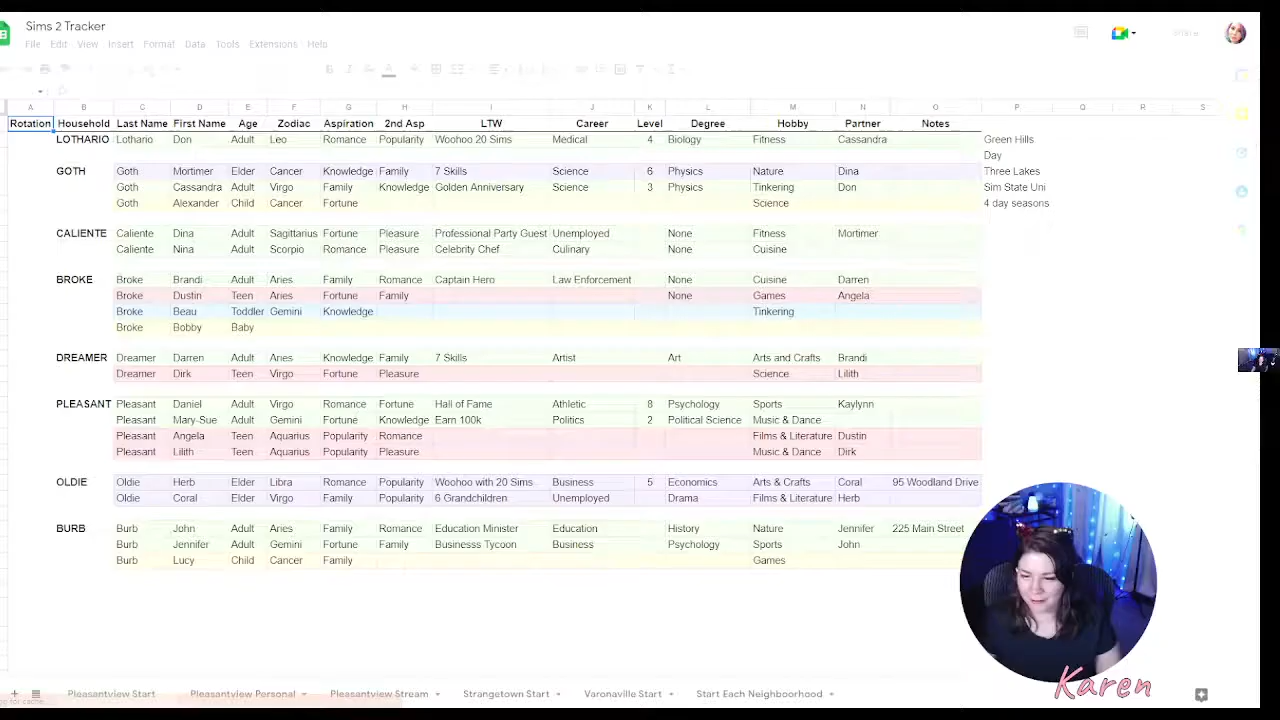 Sims 2 Tracker
File Edit View Insert Format Data Tools Extensions Help
A B C D E F G H I J K L M N O P Q R S
Rotation Household Last Name First Name Age Zodiac Aspiration 2nd Asp LTW Career Level Degree Hobby Partner Notes
LOTHARIO Lothario Don Adult Leo Romance Popularity Woohoo 20 Sims Medical 4 Biology Fitness Cassandra Green Hills
Day
GOTH Goth Mortimer Elder Cancer Knowledge Family 7 Skills Science 6 Physics Nature Dina Three Lakes
Goth Cassandra Adult Virgo Family Knowledge Golden Anniversary Science 3 Physics Tinkering Don Sim State Uni
Goth Alexander Child Cancer Fortune Science 4 day seasons
CALIENTE Caliente Dina Adult Sagittarius Fortune Pleasure Professional Party Guest Unemployed None Fitness Mortimer
Caliente Nina Adult Scorpio Romance Pleasure Celebrity Chef Culinary None Cuisine
BROKE Broke Brandi Adult Aries Family Romance Captain Hero Law Enforcement None Cuisine Darren
Broke Dustin Teen Aries Fortune Family None Games Angela
Broke Beau Toddler Gemini Knowledge Tinkering
Broke Bobby Baby
DREAMER Dreamer Darren Adult Aries Knowledge Family 7 Skills Artist Art Arts and Crafts Brandi
Dreamer Dirk Teen Virgo Fortune Pleasure Science Lilith
PLEASANT Pleasant Daniel Adult Virgo Romance Fortune Hall of Fame Athletic 8 Psychology Sports Kaylynn
Pleasant Mary-Sue Adult Gemini Fortune Knowledge Earn 100k Politics 2 Political Science Music & Dance
Pleasant Angela Teen Aquarius Popularity Romance Films & Literature Dustin
Pleasant Lilith Teen Aquarius Popularity Pleasure Music & Dance Dirk
OLDIE Oldie Herb Elder Libra Romance Popularity Woohoo with 20 Sims Business 5 Economics Arts & Crafts Coral 95 Woodland Drive
Oldie Coral Elder Virgo Family Popularity 6 Grandchildren Unemployed Drama Films & Literature Herb
BURB Burb John Adult Aries Family Romance Education Minister Education History Nature Jennifer 225 Main Street
Burb Jennifer Adult Gemini Fortune Family Businesss Tycoon Business Psychology Sports John
Burb Lucy Child Cancer Family Games
Karen
Pleasantview Start Pleasantview Personal Pleasantview Stream Strangetown Start Varonaville Start Start Each Neighboorhood
for cache...